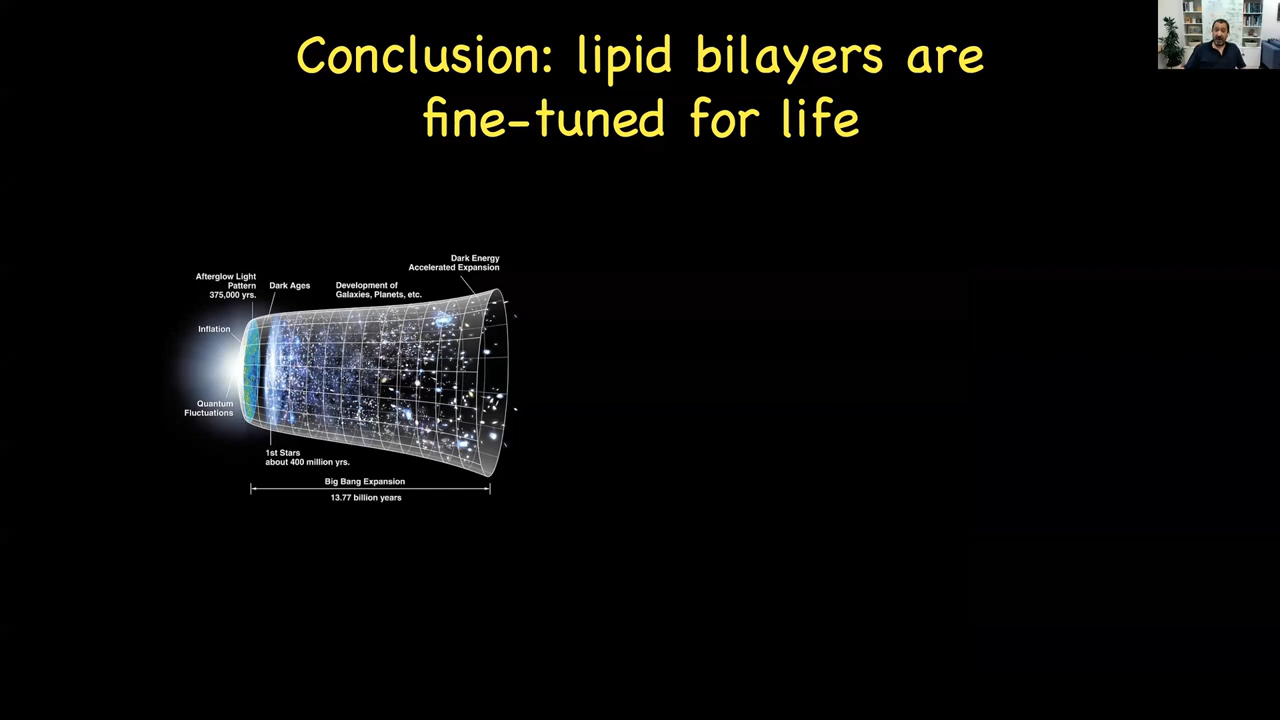 Conclusion: lipid bilayers are
fine-tuned for life
Dark Energy
Accelerated Expansion
Afterglow Light
Pattern
375,000 yrs.
Dark Ages
Development of
Galaxies, Planets, etc.
Inflation
Quantum
Fluctuations
1st Stars
about 400 million yrs.
Big Bang Expansion
13.77 billion years